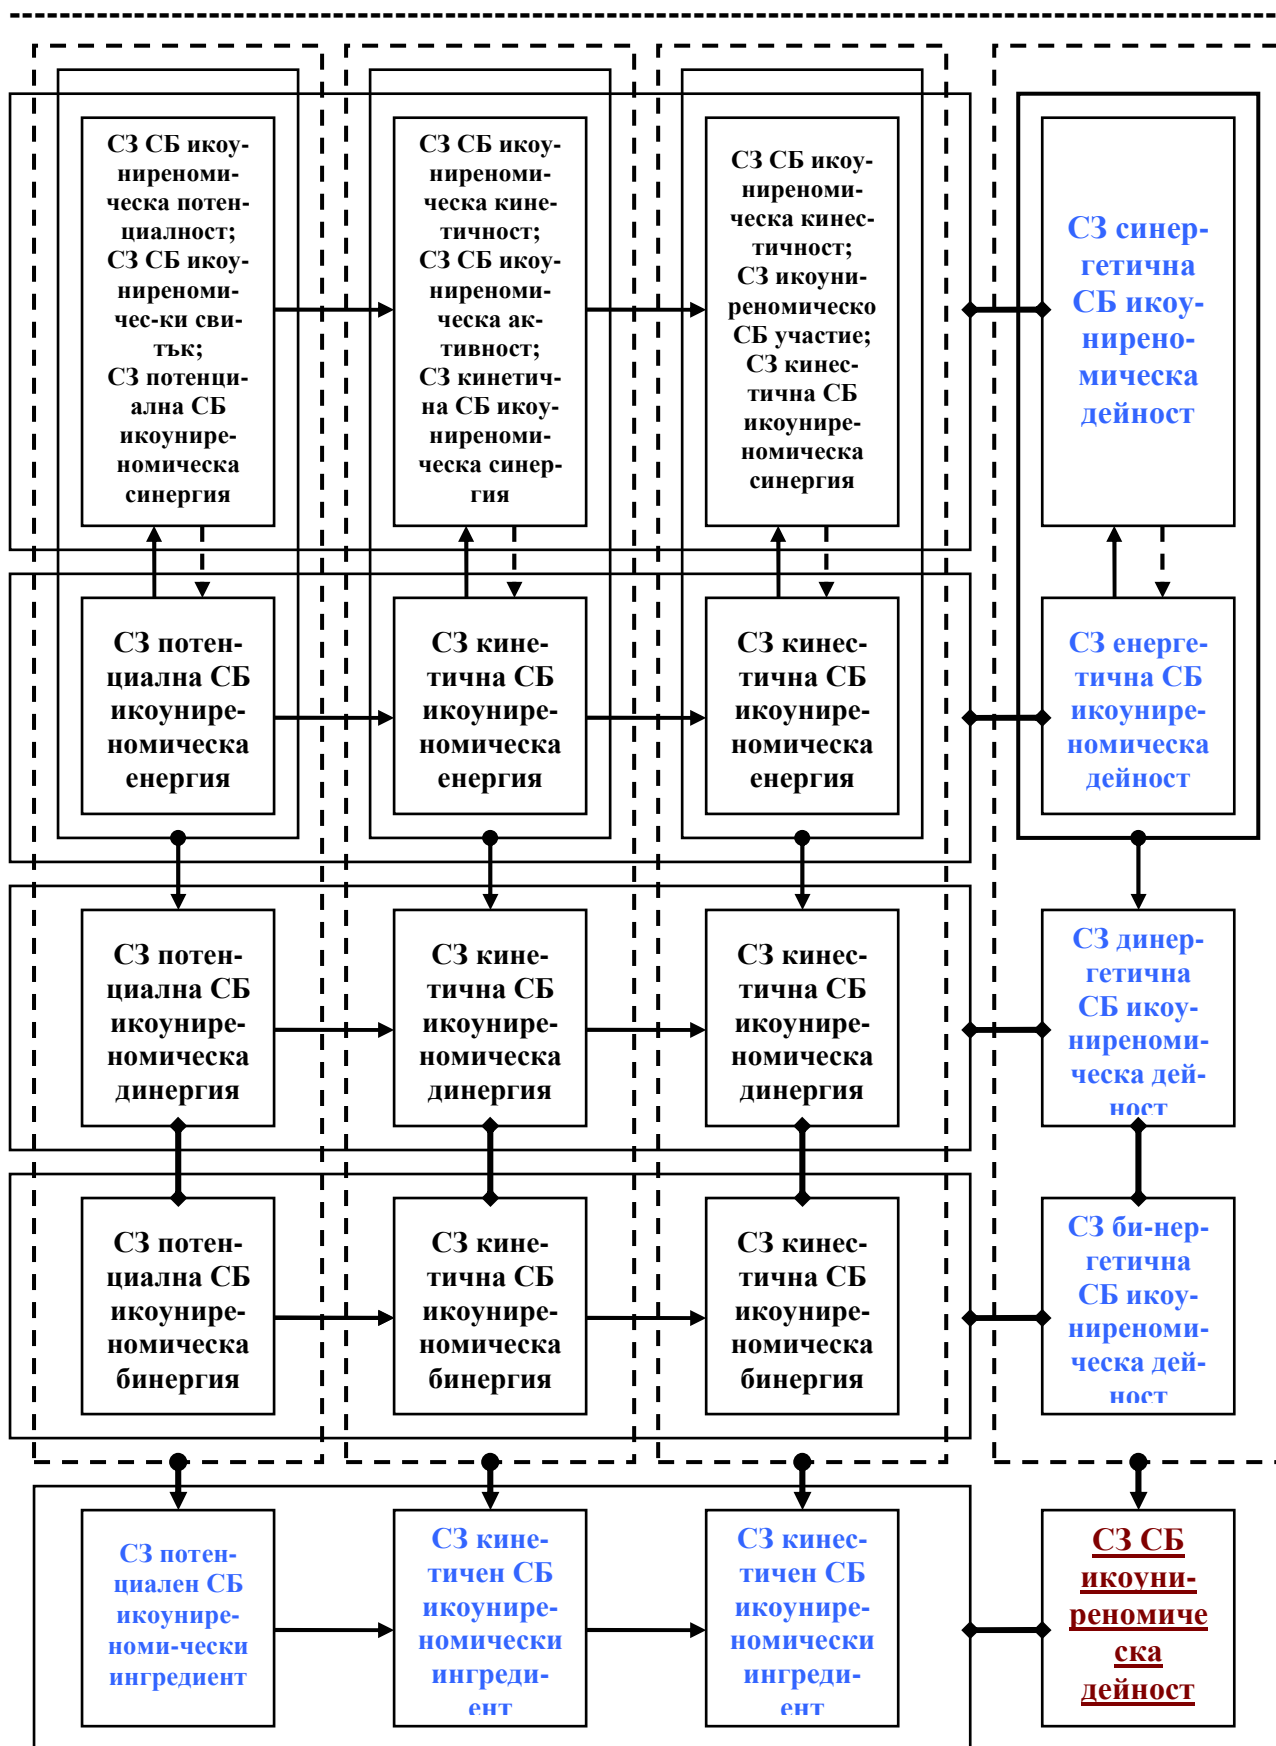 СЗ СБ икоу-
ниреноми-
ческа потен-
циалност;
СЗ СБ икоу-
ниреноми-
чес-ки сви-
тък;
СЗ потенци-
ална СБ
икоунире-
номическа
синергия
СЗ СБ икоу-
ниреноми-
ческа кине-
тичност;
СЗ СБ икоу-
ниреноми-
ческа ак-
тивност;
СЗ кинетич-
на СБ икоу-
ниреноми-
ческа синер-
гия
СЗ СБ икоу-
ниреноми-
ческа кинес-
тичност;
СЗ икоуни-
реномическо
СБ участие;
СЗ кинес-
тична СБ
икоунире-
номическа
синергия
СЗ синер-
гетична
СБ икоу-
нирено-
мическа
дейност
СЗ потен-
циална СБ
икоунире-
номическа
енергия
СЗ кине-
тична СБ
икоунире-
номическа
енергия
СЗ кинес-
тична СБ
икоунире-
номическа
енергия
СЗ енерге-
тична СБ
икоунире-
номическа
дейност
СЗ потен-
циална СБ
икоунире-
номическа
динергия
СЗ кине-
тична СБ
икоунире-
номическа
динергия
СЗ кинес-
тична СБ
икоунире-
номическа
динергия
СЗ динер-
гетична
СБ икоу-
ниреноми-
ческа дей-
ност
СЗ потен-
циална СБ
икоунире-
номическа
бинергия
СЗ кине-
тична СБ
икоунире-
номическа
бинергия
СЗ кинес-
тична СБ
икоунире-
номическа
бинергия
СЗ би-нер-
гетична
СБ икоу-
ниреноми-
ческа дей-
ност
СЗ потен-
циален СБ
икоунире-
номи-чески
ингредиент
СЗ кине-
тичен СБ
икоунире-
номически
ингреди-
ент
СЗ кинес-
тичен СБ
икоунире-
номически
ингреди-
ент
СЗ СБ
икоуни-
реномиче
ска
дейност